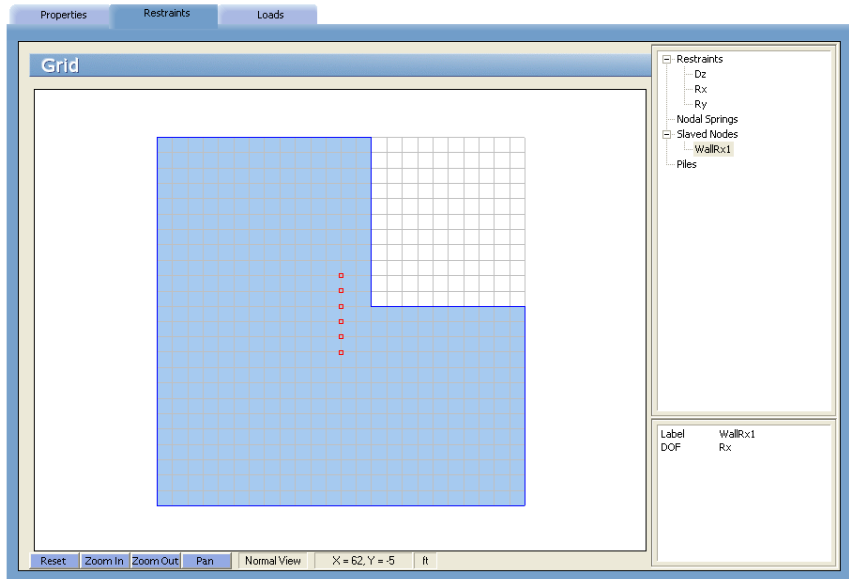 Properties Restraints Loads
Grid
Restraints
Dz
Rx
Ry
Nodal Springs
Slaved Nodes
WallRx1
Piles
Label WallRx1
DOF Rx
Reset Zoom In Zoom Out Pan Normal View X = 62, Y = -5 ft